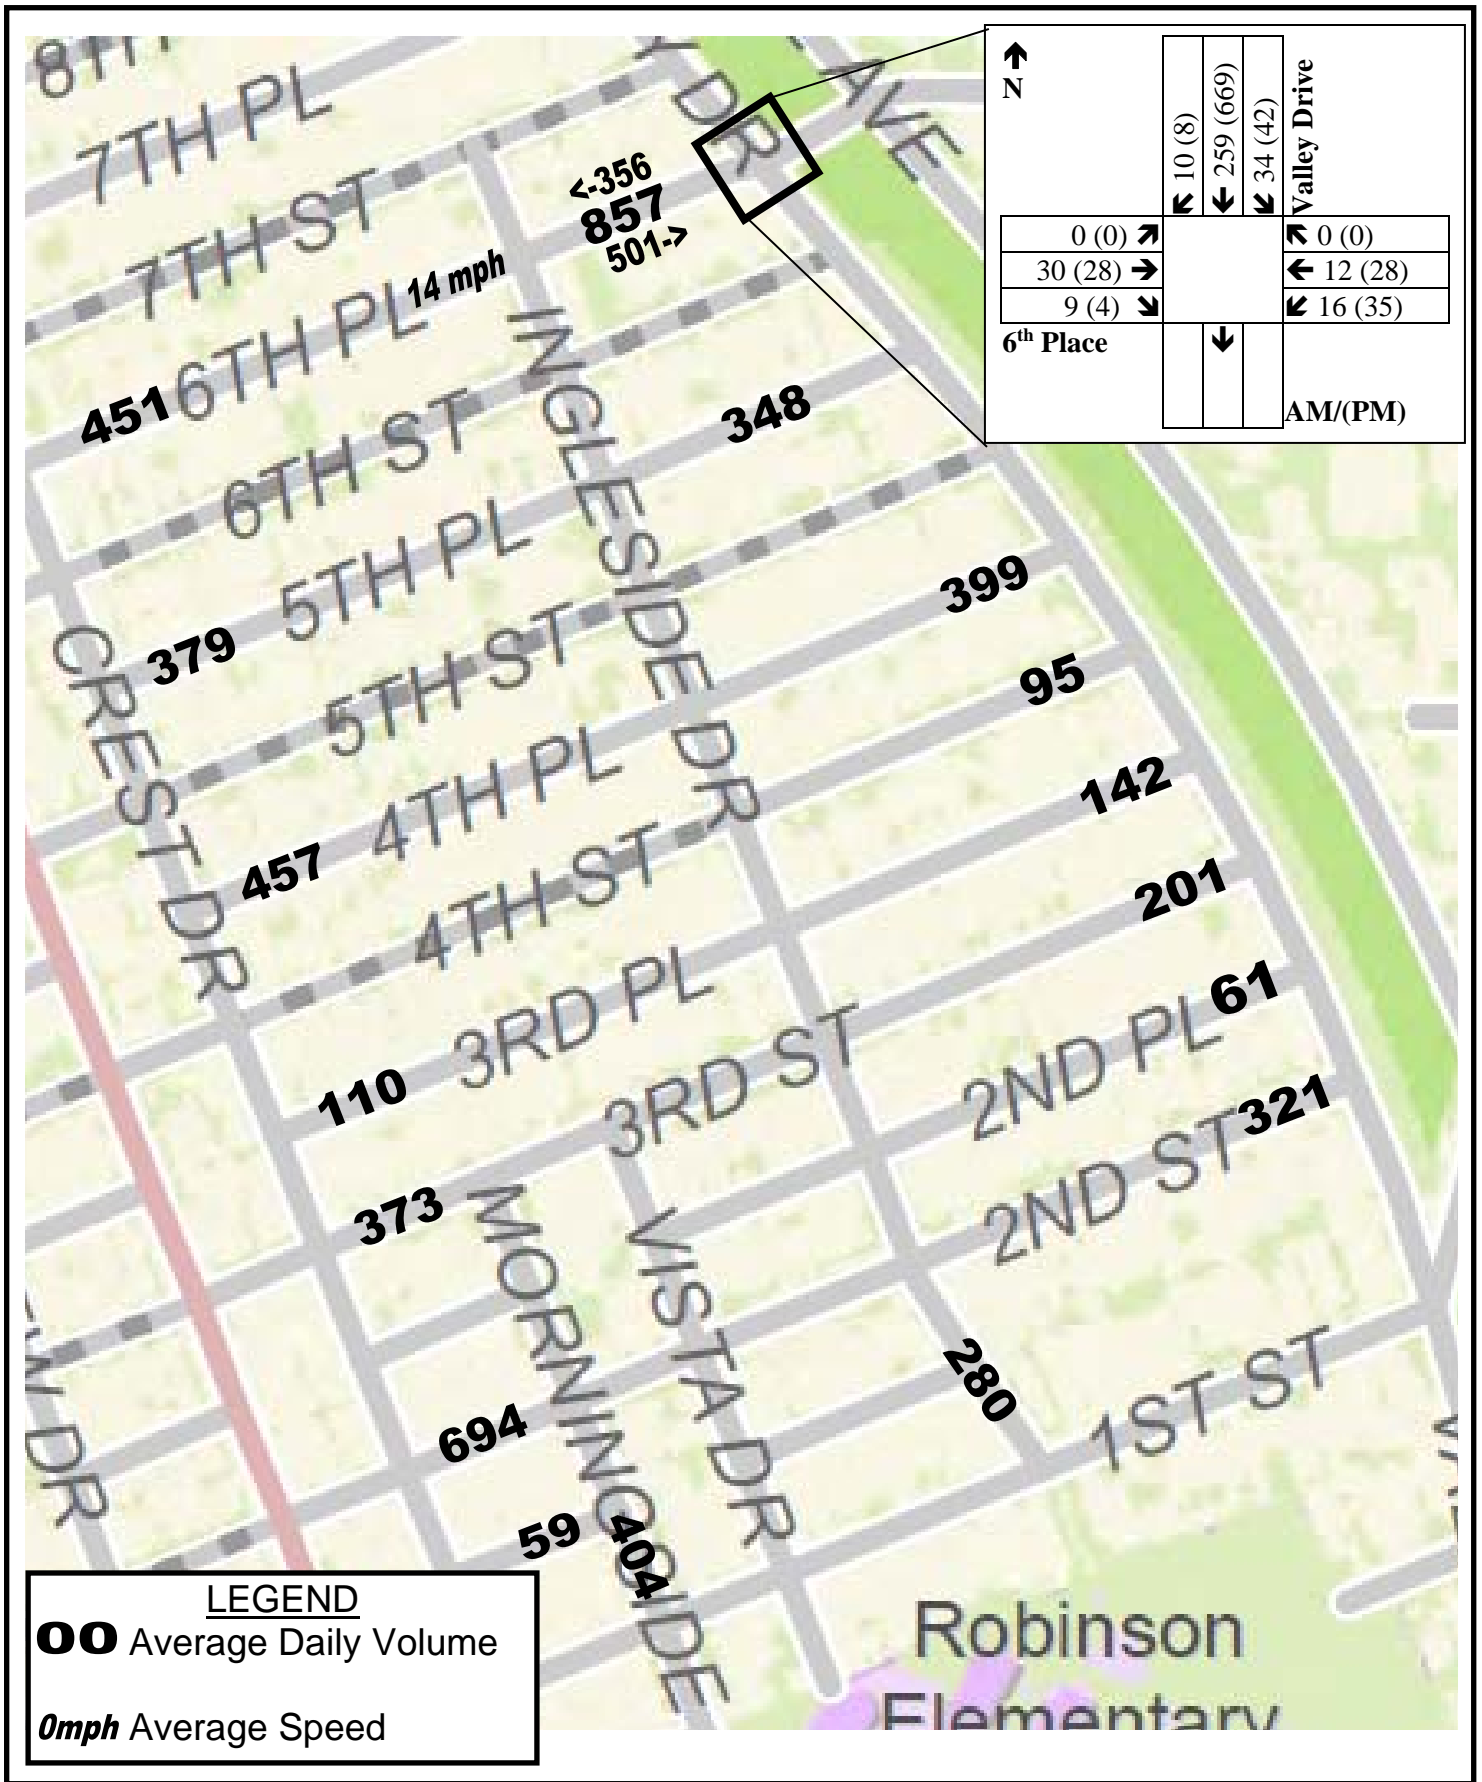 8TH
7TH PL
7TH ST
Y DR
AVE
<-356
857
501->
14 mph
6TH PL
451
6TH ST
INGLESIDE DR
348
5TH PL
379
5TH ST
399
CREST DR
95
4TH PL
457
142
4TH ST
201
3RD PL
110
61
2ND PL
3RD ST
321
2ND ST
373
MORNINGSIDE
VISTA DR
280
1ST ST
694
W DR
59
404
Robinson
Elementary
N
10 (8)
259 (669)
34 (42)
Valley Drive
0 (0)
30 (28)
9 (4)
0 (0)
12 (28)
16 (35)
6th Place
AM/(PM)
LEGEND
00 Average Daily Volume
0mph Average Speed